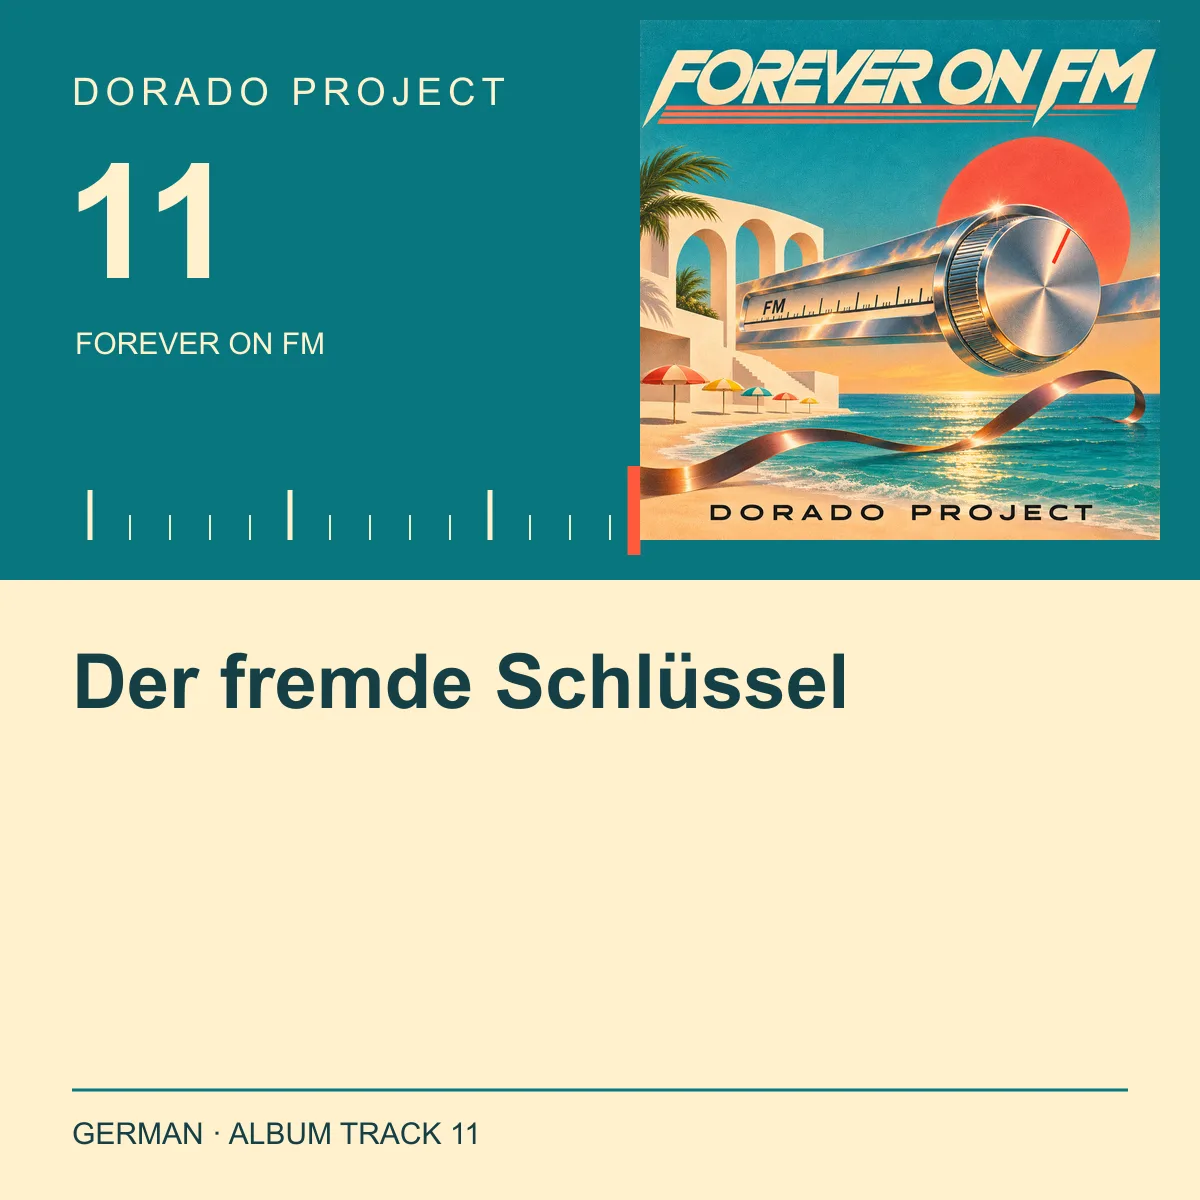 DORADO PROJECT
11
FOREVER ON FM
FOREVER ON FM
FM
DORADO PROJECT
Der fremde Schlüssel
GERMAN · ALBUM TRACK 11